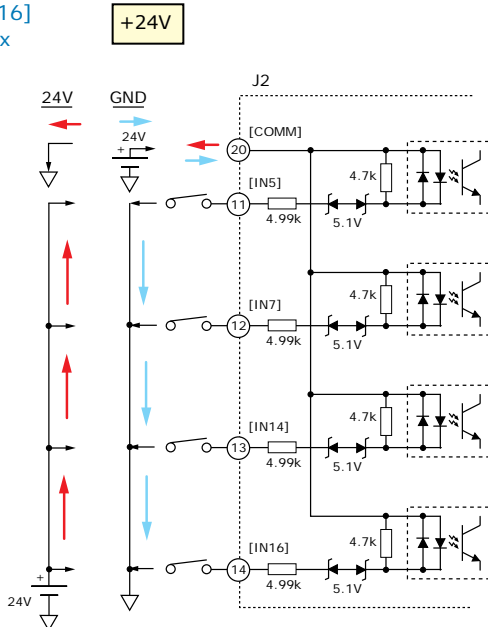 16]
x
+24V
J2
24V GND
24V
+
[COMM]
20
4.7k
[IN5]
11
4.99k
5.1V
4.7k
[IN7]
12
4.99k
5.1V
4.7k
[IN14]
13
4.99k
5.1V
4.7k
[IN16]
14
4.99k
5.1V
+
24V